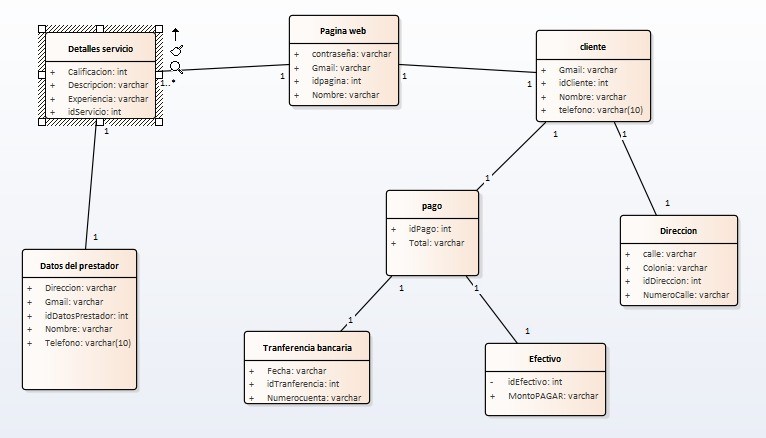 Detalles servicio
+ Calificacion: int
+ Descripcion: varchar
+ Experiencia: varchar
+ idServicio: int
1..*
1
1
Pagina web
+ contraseña: varchar
+ Gmail: varchar
+ idpagina: int
+ Nombre: varchar
1
1
cliente
+ Gmail: varchar
+ idCliente: int
+ Nombre: varchar
+ telefono: varchar(10)
1
1
1
1
pago
+ idPago: int
+ Total: varchar
1
1
Direccion
+ calle: varchar
+ Colonia: varchar
+ idDireccion: int
+ NumeroCalle: varchar
1
Datos del prestador
+ Direccion: varchar
+ Gmail: varchar
+ idDatosPrestador: int
+ Nombre: varchar
+ Telefono: varchar(10)
1
Tranferencia bancaria
+ Fecha: varchar
+ idTranferencia: int
+ Numerocuenta: varchar
1
Efectivo
- idEfectivo: int
+ MontoPAGAR: varchar